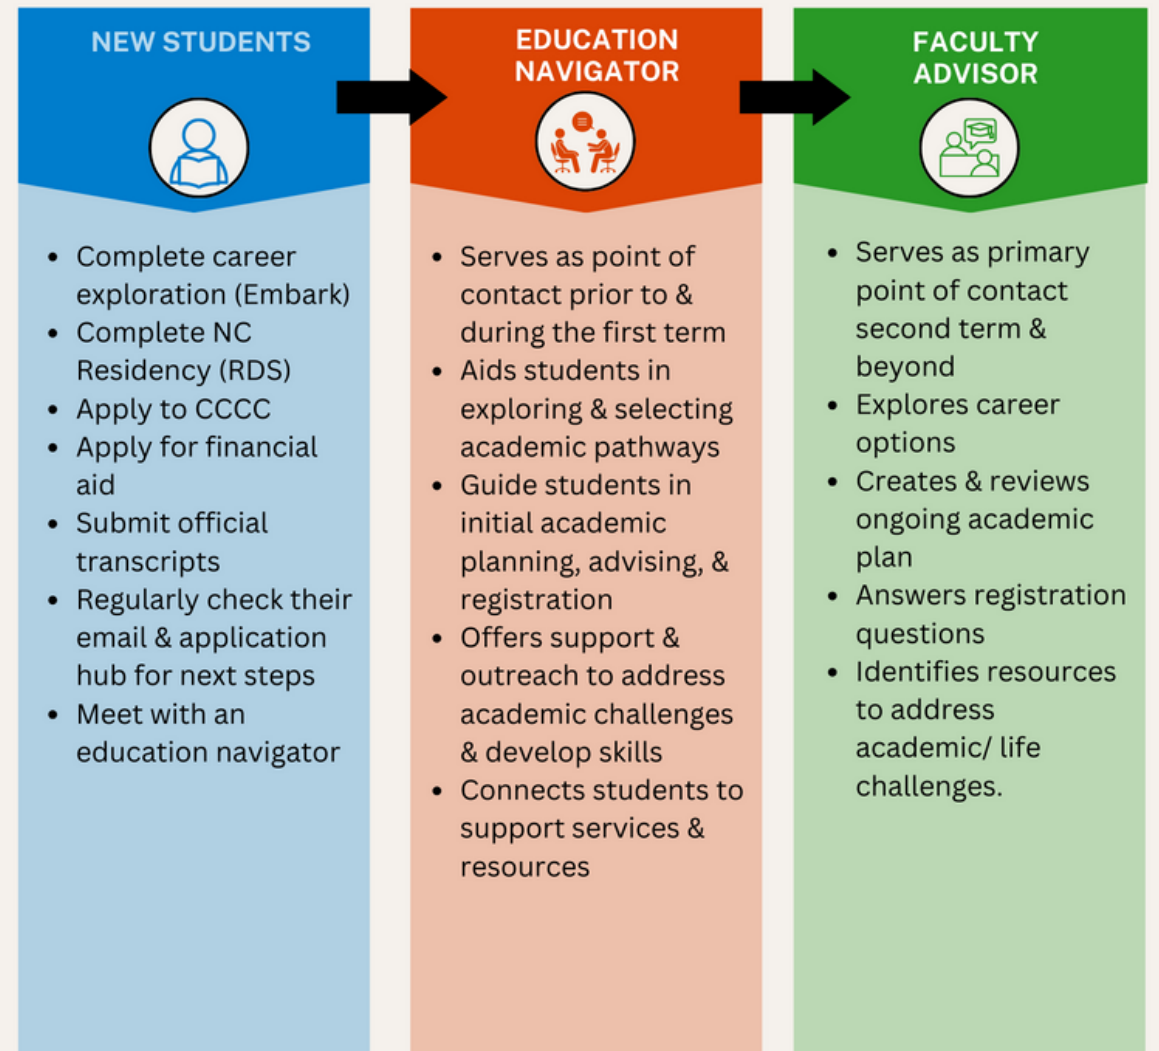 NEW STUDENTS
• Complete career
exploration (Embark)
• Complete NC
Residency (RDS)
• Apply to CCCC
• Apply for financial
aid
• Submit official
transcripts
• Regularly check their
email & application
hub for next steps
• Meet with an
education navigator
EDUCATION
NAVIGATOR
• Serves as point of
contact prior to &
during the first term
• Aids students in
exploring & selecting
academic pathways
• Guide students in
initial academic
planning, advising, &
registration
• Offers support &
outreach to address
academic challenges
& develop skills
• Connects students to
support services &
resources
FACULTY
ADVISOR
• Serves as primary
point of contact
second term &
beyond
• Explores career
options
• Creates & reviews
ongoing academic
plan
• Answers registration
questions
• Identifies resources
to address
academic/ life
challenges.